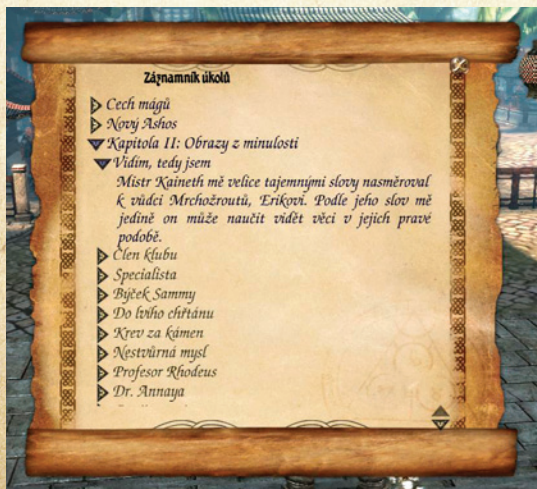 Záznamník úkolů
Cech mágů
Nový Ashos
Kapitola II: Obrazy z minulosti
Vidím, tedy jsem
Mistr Kaineth mě velice tajemnými slovy nasměroval
k vůdci Mrchožroutů, Erikovi. Podle jeho slov mě
jedině on může naučit vidět věci v jejich pravé
podobě.
Člen klubu
Specialista
Býček Sammy
Do lvího chřtánu
Krev za kámen
Nestvůrná mysl
Profesor Rhodeus
Dr. Annaya